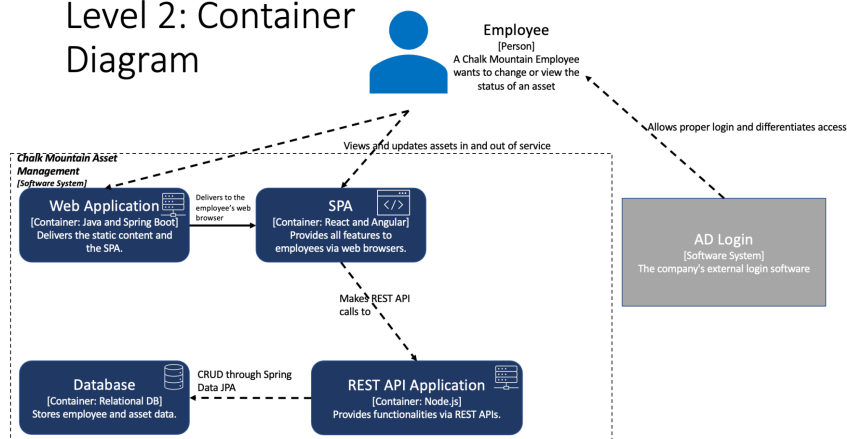 Level 2: Container
Diagram
Employee
[Person]
A Chalk Mountain Employee
wants to change or view the
status of an asset
Allows proper login and differentiates access
Views and updates assets in and out of service
Chalk Mountain Asset
Management
[Software System]
Web Application
[Container: Java and Spring Boot]
Delivers the static content and
the SPA.
Delivers to the
employee's web
browser
SPA
[Container: React and Angular]
Provides all features to
employees via web browsers.
AD Login
[Software System]
The company's external login software
Makes REST API
calls to
Database
[Container: Relational DB]
Stores employee and asset data.
CRUD through Spring
Data JPA
REST API Application
[Container: Node.js]
Provides functionalities via REST APIs.